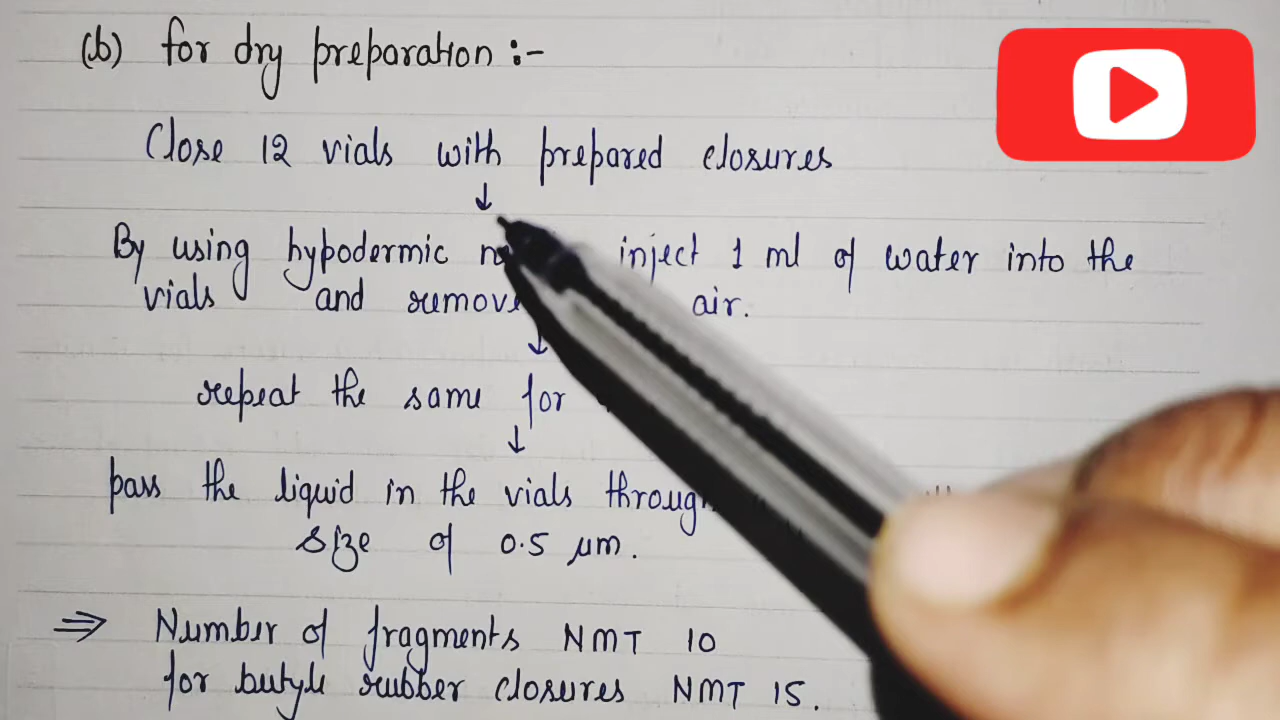 (b) for dry preparation :-
Close 12 vials with prepared closures
↓
By using hypodermic inject 1 ml of water into the
vials and remove air.
↓
repeat the same for
↓
pass the liquid in the vials through
size of 0.5 μm.
⇒ Number of fragments NMT 10
for butyle rubber closures NMT 15.